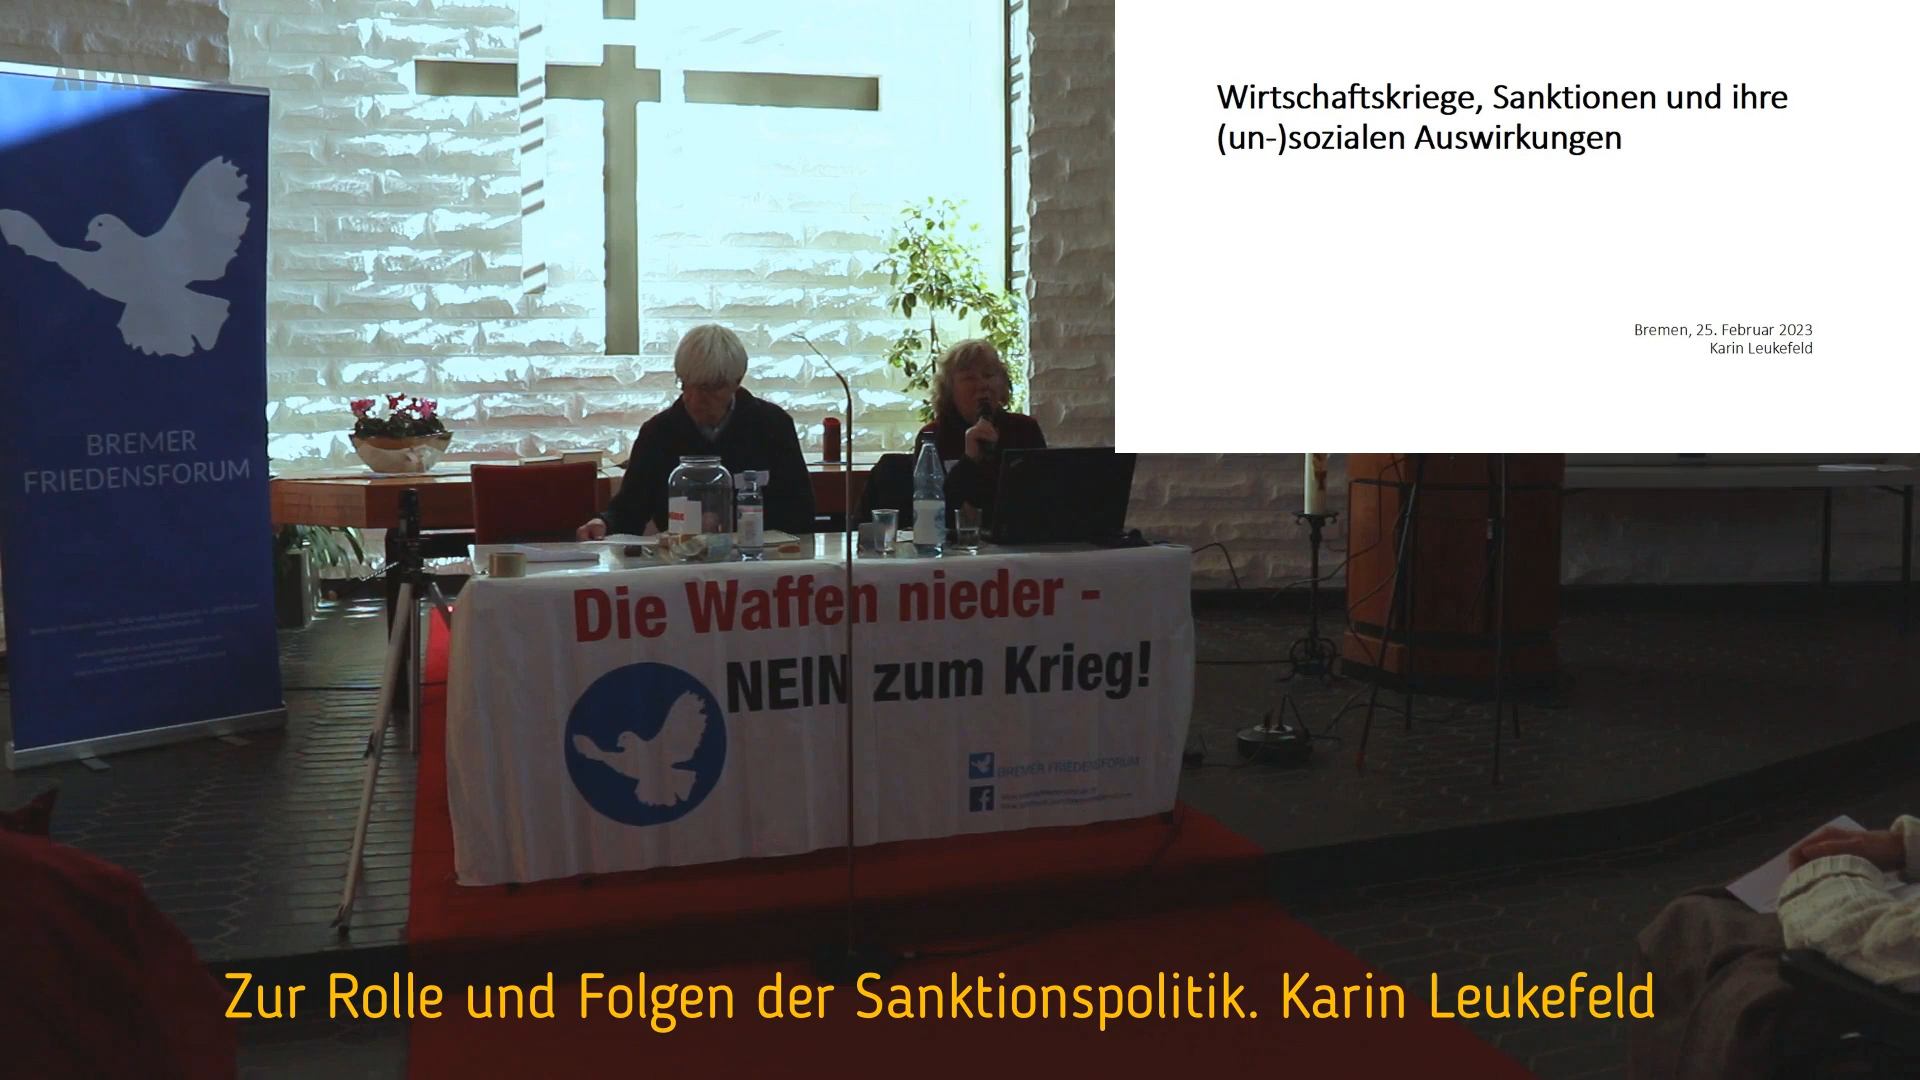 Wirtschaftskriege, Sanktionen und ihre
(un-)sozialen Auswirkungen
Bremen, 25. Februar 2023
Karin Leukefeld
BREMER
FRIEDENSFORUM
Die Waffen nieder -
NEIN zum Krieg!
BREMER FRIEDENSFORUM
Zur Rolle und Folgen der Sanktionspolitik. Karin Leukefeld